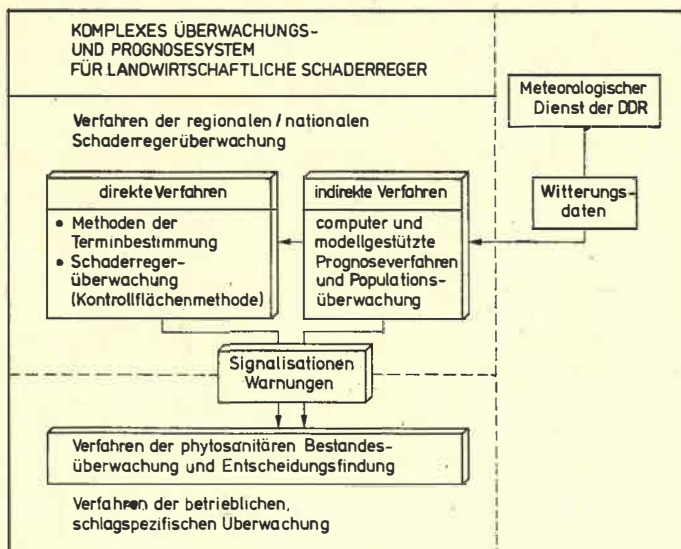 KOMPLEXES ÜBERWACHUNGS-
UND PROGNOSESYSTEM
FÜR LANDWIRTSCHAFTLICHE SCHADERREGER
Meteorologischer
Dienst der DDR
Verfahren der regionalen / nationalen
Schaderregerüberwachung
direkte Verfahren
• Methoden der
Terminbestimmung
• Schaderreger-
überwachung
(Kontrollflächenmethode)
indirekte Verfahren
computer und
modellgestützte
Prognoseverfahren
und Populations-
überwachung
Witterungs-
daten
Signalisationen
Warnungen
Verfahren der phytosanitären Bestandes-
überwachung und Entscheidungsfindung
Verfahren der betrieblichen,
schlagspezifischen Überwachung